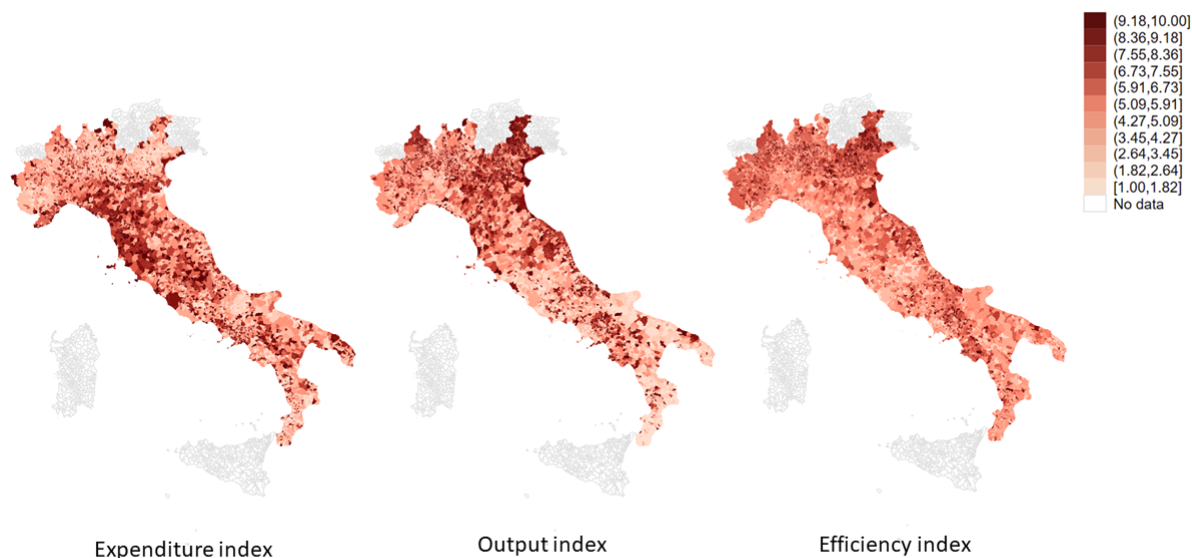 (9.18,10.00]
(8.36,9.18]
(7.55,8.36]
(6.73,7.55]
(5.91,6.73]
(5.09,5.91]
(4.27,5.09]
(3.45,4.27]
(2.64,3.45]
(1.82,2.64]
[1.00,1.82]
No data
Expenditure index
Output index
Efficiency index